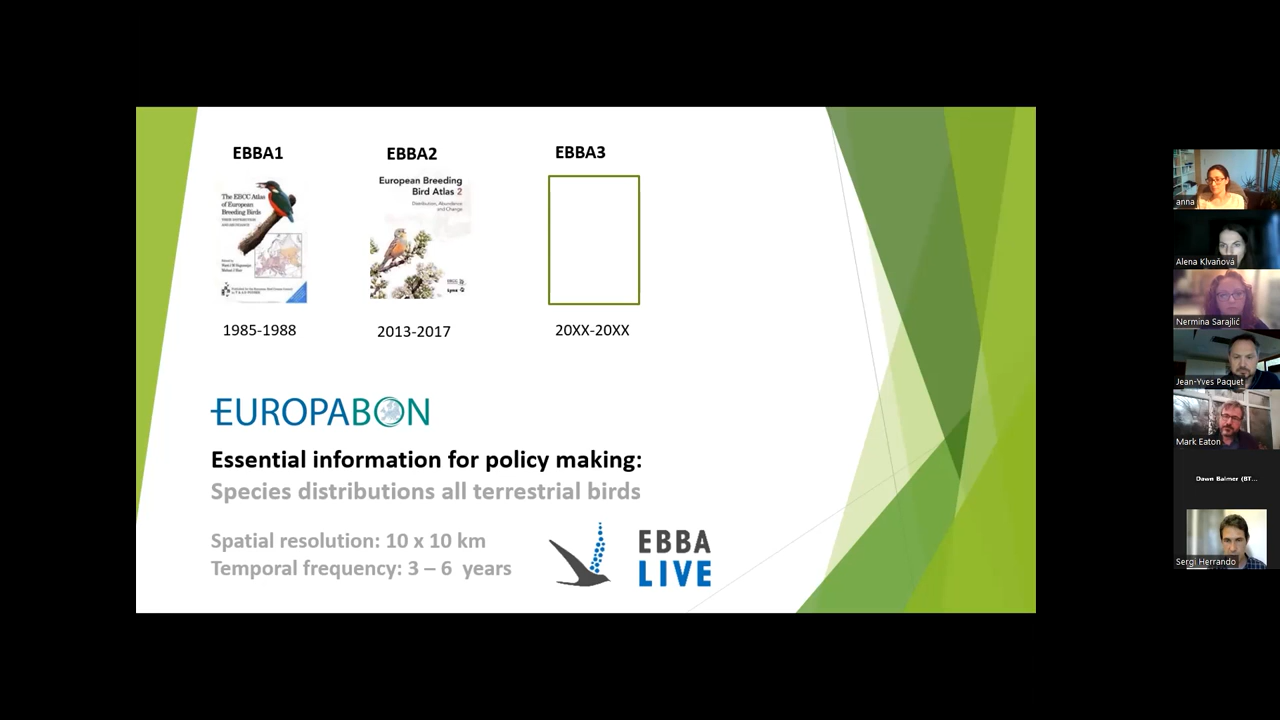 EBBA1
EBBA2
EBBA3
The EBCC Atlas
of European
Breeding Birds
European Breeding
Bird Atlas 2
Distribution, Abundance
and Change
EBCC
Lynx
1985-1988
2013-2017
20XX-20XX
EUROPABON
Essential information for policy making:
Species distributions all terrestrial birds
Spatial resolution: 10 x 10 km
Temporal frequency: 3 – 6 years
EBBA
LIVE
anna
Alena Klvaňová
Nermina Sarajlić
Jean-Yves Paquet
Mark Eaton
Dawn Balmer (BT...
Sergi Herrando